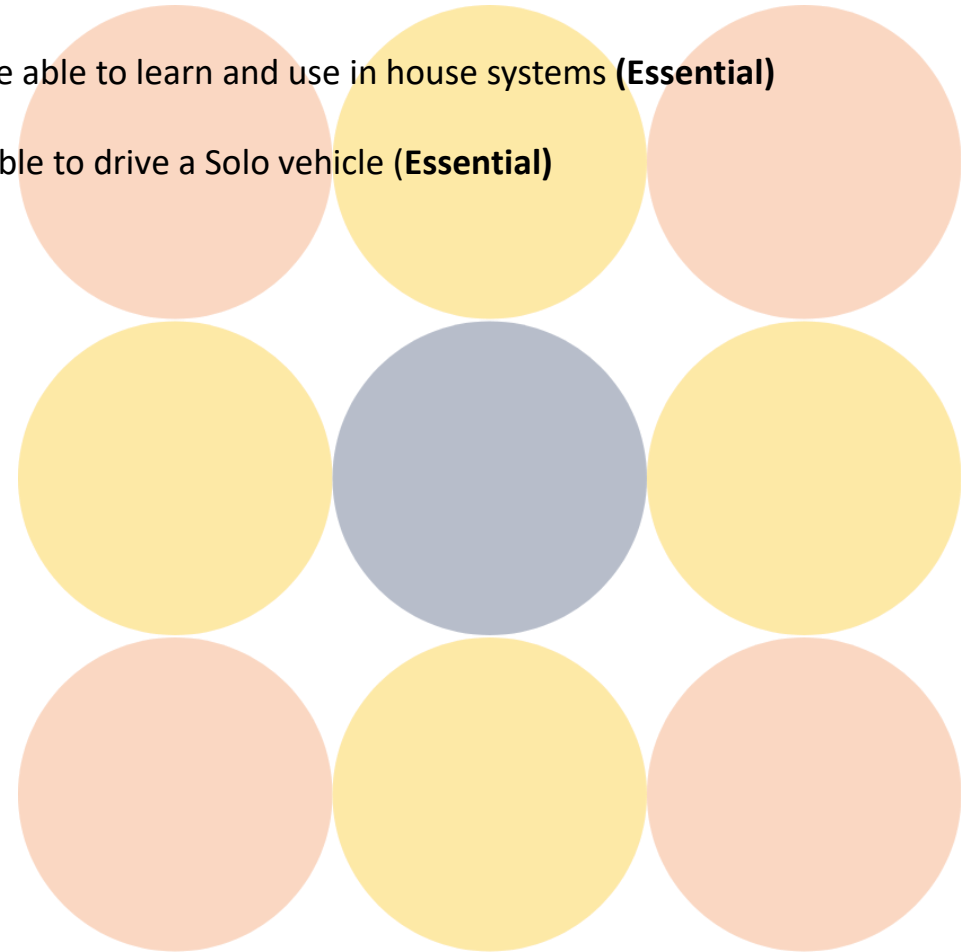 e able to learn and use in house systems (Essential)
ble to drive a Solo vehicle (Essential)